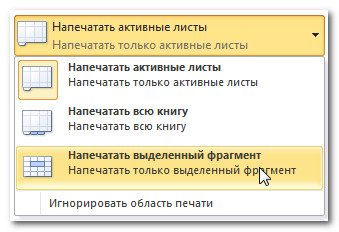 Напечатать активные листы
Напечатать только активные листы
Напечатать активные листы
Напечатать только активные листы
Напечатать всю книгу
Напечатать всю книгу
Напечатать выделенный фрагмент
Напечатать только выделенный фрагмент
Игнорировать область печати